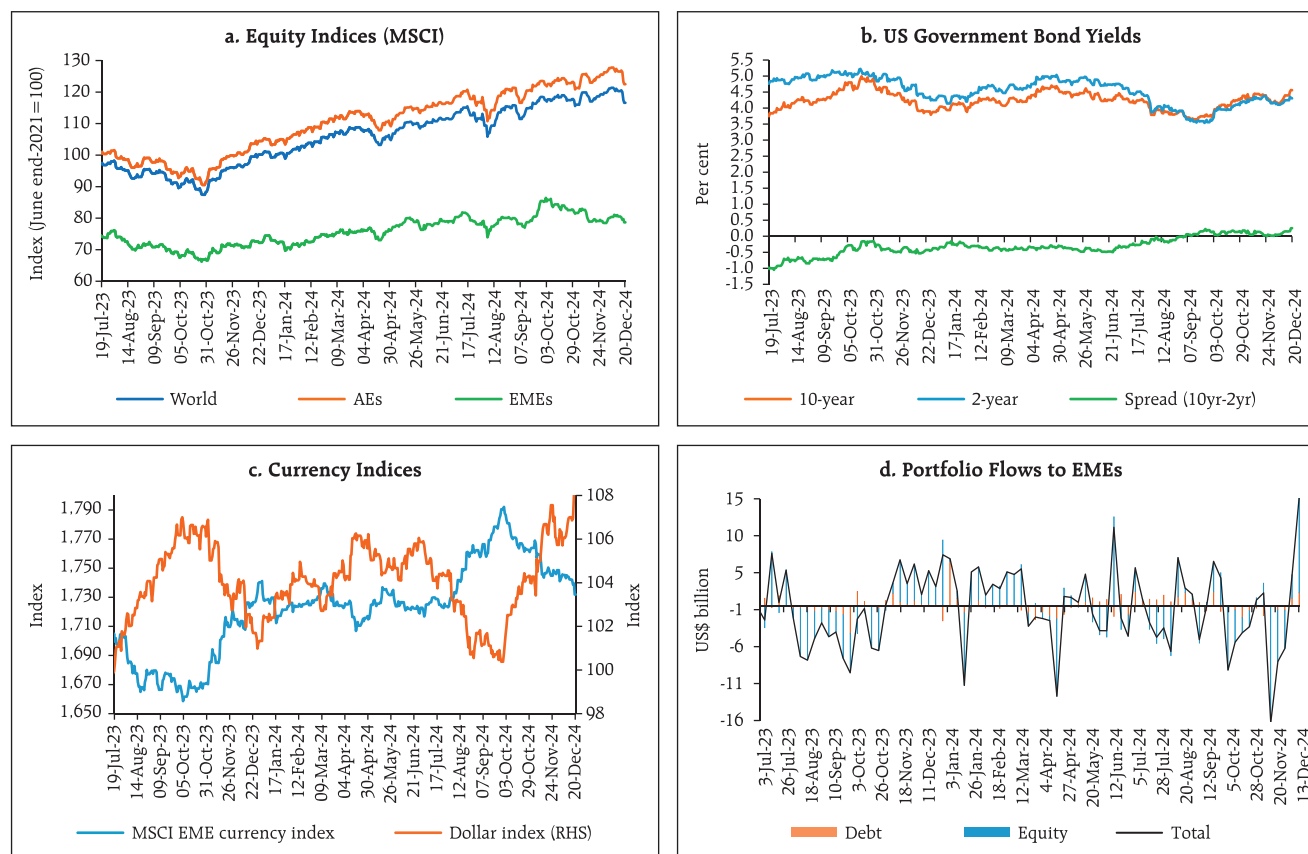 a. Equity Indices (MSCI)
Index (June end-2021 = 100)
130
120
110
100
90
80
70
60
19-Jul-23
14-Aug-23
09-Sep-23
05-Oct-23
31-Oct-23
26-Nov-23
22-Dec-23
17-Jan-24
12-Feb-24
09-Mar-24
04-Apr-24
30-Apr-24
26-May-24
21-Jun-24
17-Jul-24
12-Aug-24
07-Sep-24
03-Oct-24
29-Oct-24
24-Nov-24
20-Dec-24
World AEs EMEs
b. US Government Bond Yields
Per cent
5.5
5.0
4.5
4.0
3.5
3.0
2.5
2.0
1.5
1.0
0.5
0.0
-0.5
-1.0
-1.5
19-Jul-23
14-Aug-23
09-Sep-23
05-Oct-23
31-Oct-23
26-Nov-23
22-Dec-23
17-Jan-24
12-Feb-24
09-Mar-24
04-Apr-24
30-Apr-24
26-May-24
21-Jun-24
17-Jul-24
12-Aug-24
07-Sep-24
03-Oct-24
29-Oct-24
24-Nov-24
20-Dec-24
10-year 2-year Spread (10yr-2yr)
c. Currency Indices
Index
1,790
1,770
1,750
1,730
1,710
1,690
1,670
1,650
108
106
104
102
100
98
Index
19-Jul-23
14-Aug-23
09-Sep-23
05-Oct-23
31-Oct-23
26-Nov-23
22-Dec-23
17-Jan-24
12-Feb-24
09-Mar-24
04-Apr-24
30-Apr-24
26-May-24
21-Jun-24
17-Jul-24
12-Aug-24
07-Sep-24
03-Oct-24
29-Oct-24
24-Nov-24
20-Dec-24
MSCI EME currency index Dollar index (RHS)
d. Portfolio Flows to EMEs
US$ billion
15
10
5
-1
-6
-11
-16
3-Jul-23
26-Jul-23
18-Aug-23
10-Sep-23
3-Oct-23
26-Oct-23
18-Nov-23
11-Dec-23
3-Jan-24
26-Jan-24
18-Feb-24
12-Mar-24
4-Apr-24
27-Apr-24
20-May-24
12-Jun-24
5-Jul-24
28-Jul-24
20-Aug-24
12-Sep-24
5-Oct-24
28-Oct-24
20-Nov-24
13-Dec-24
Debt Equity Total